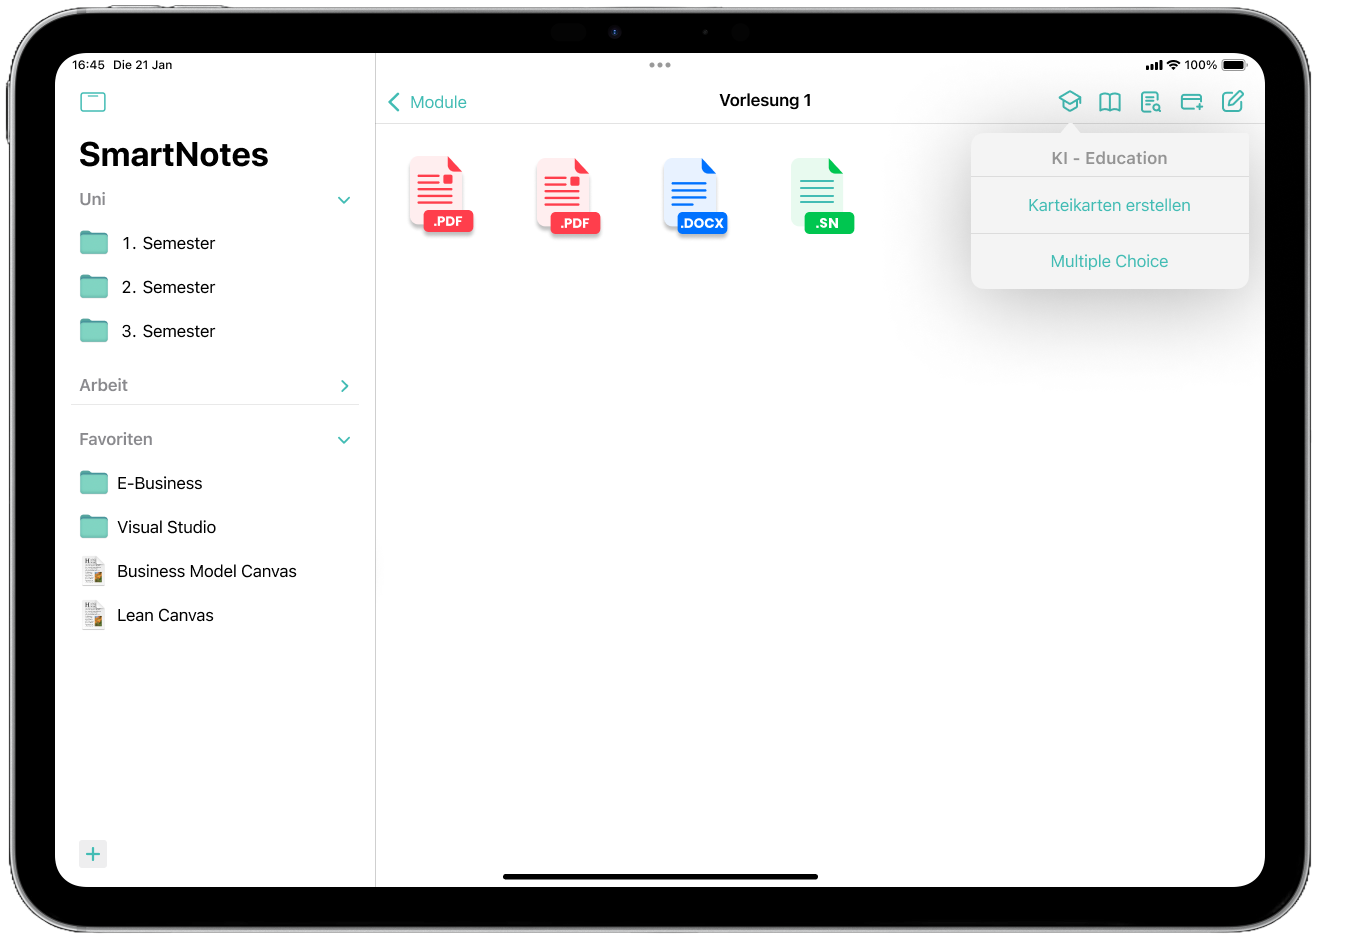 16:45 Die 21 Jan
100%
SmartNotes
Uni
1. Semester
2. Semester
3. Semester
Arbeit
Favoriten
E-Business
Visual Studio
Business Model Canvas
Lean Canvas
Module
Vorlesung 1
.PDF
.PDF
.DOCX
.SN
KI - Education
Karteikarten erstellen
Multiple Choice